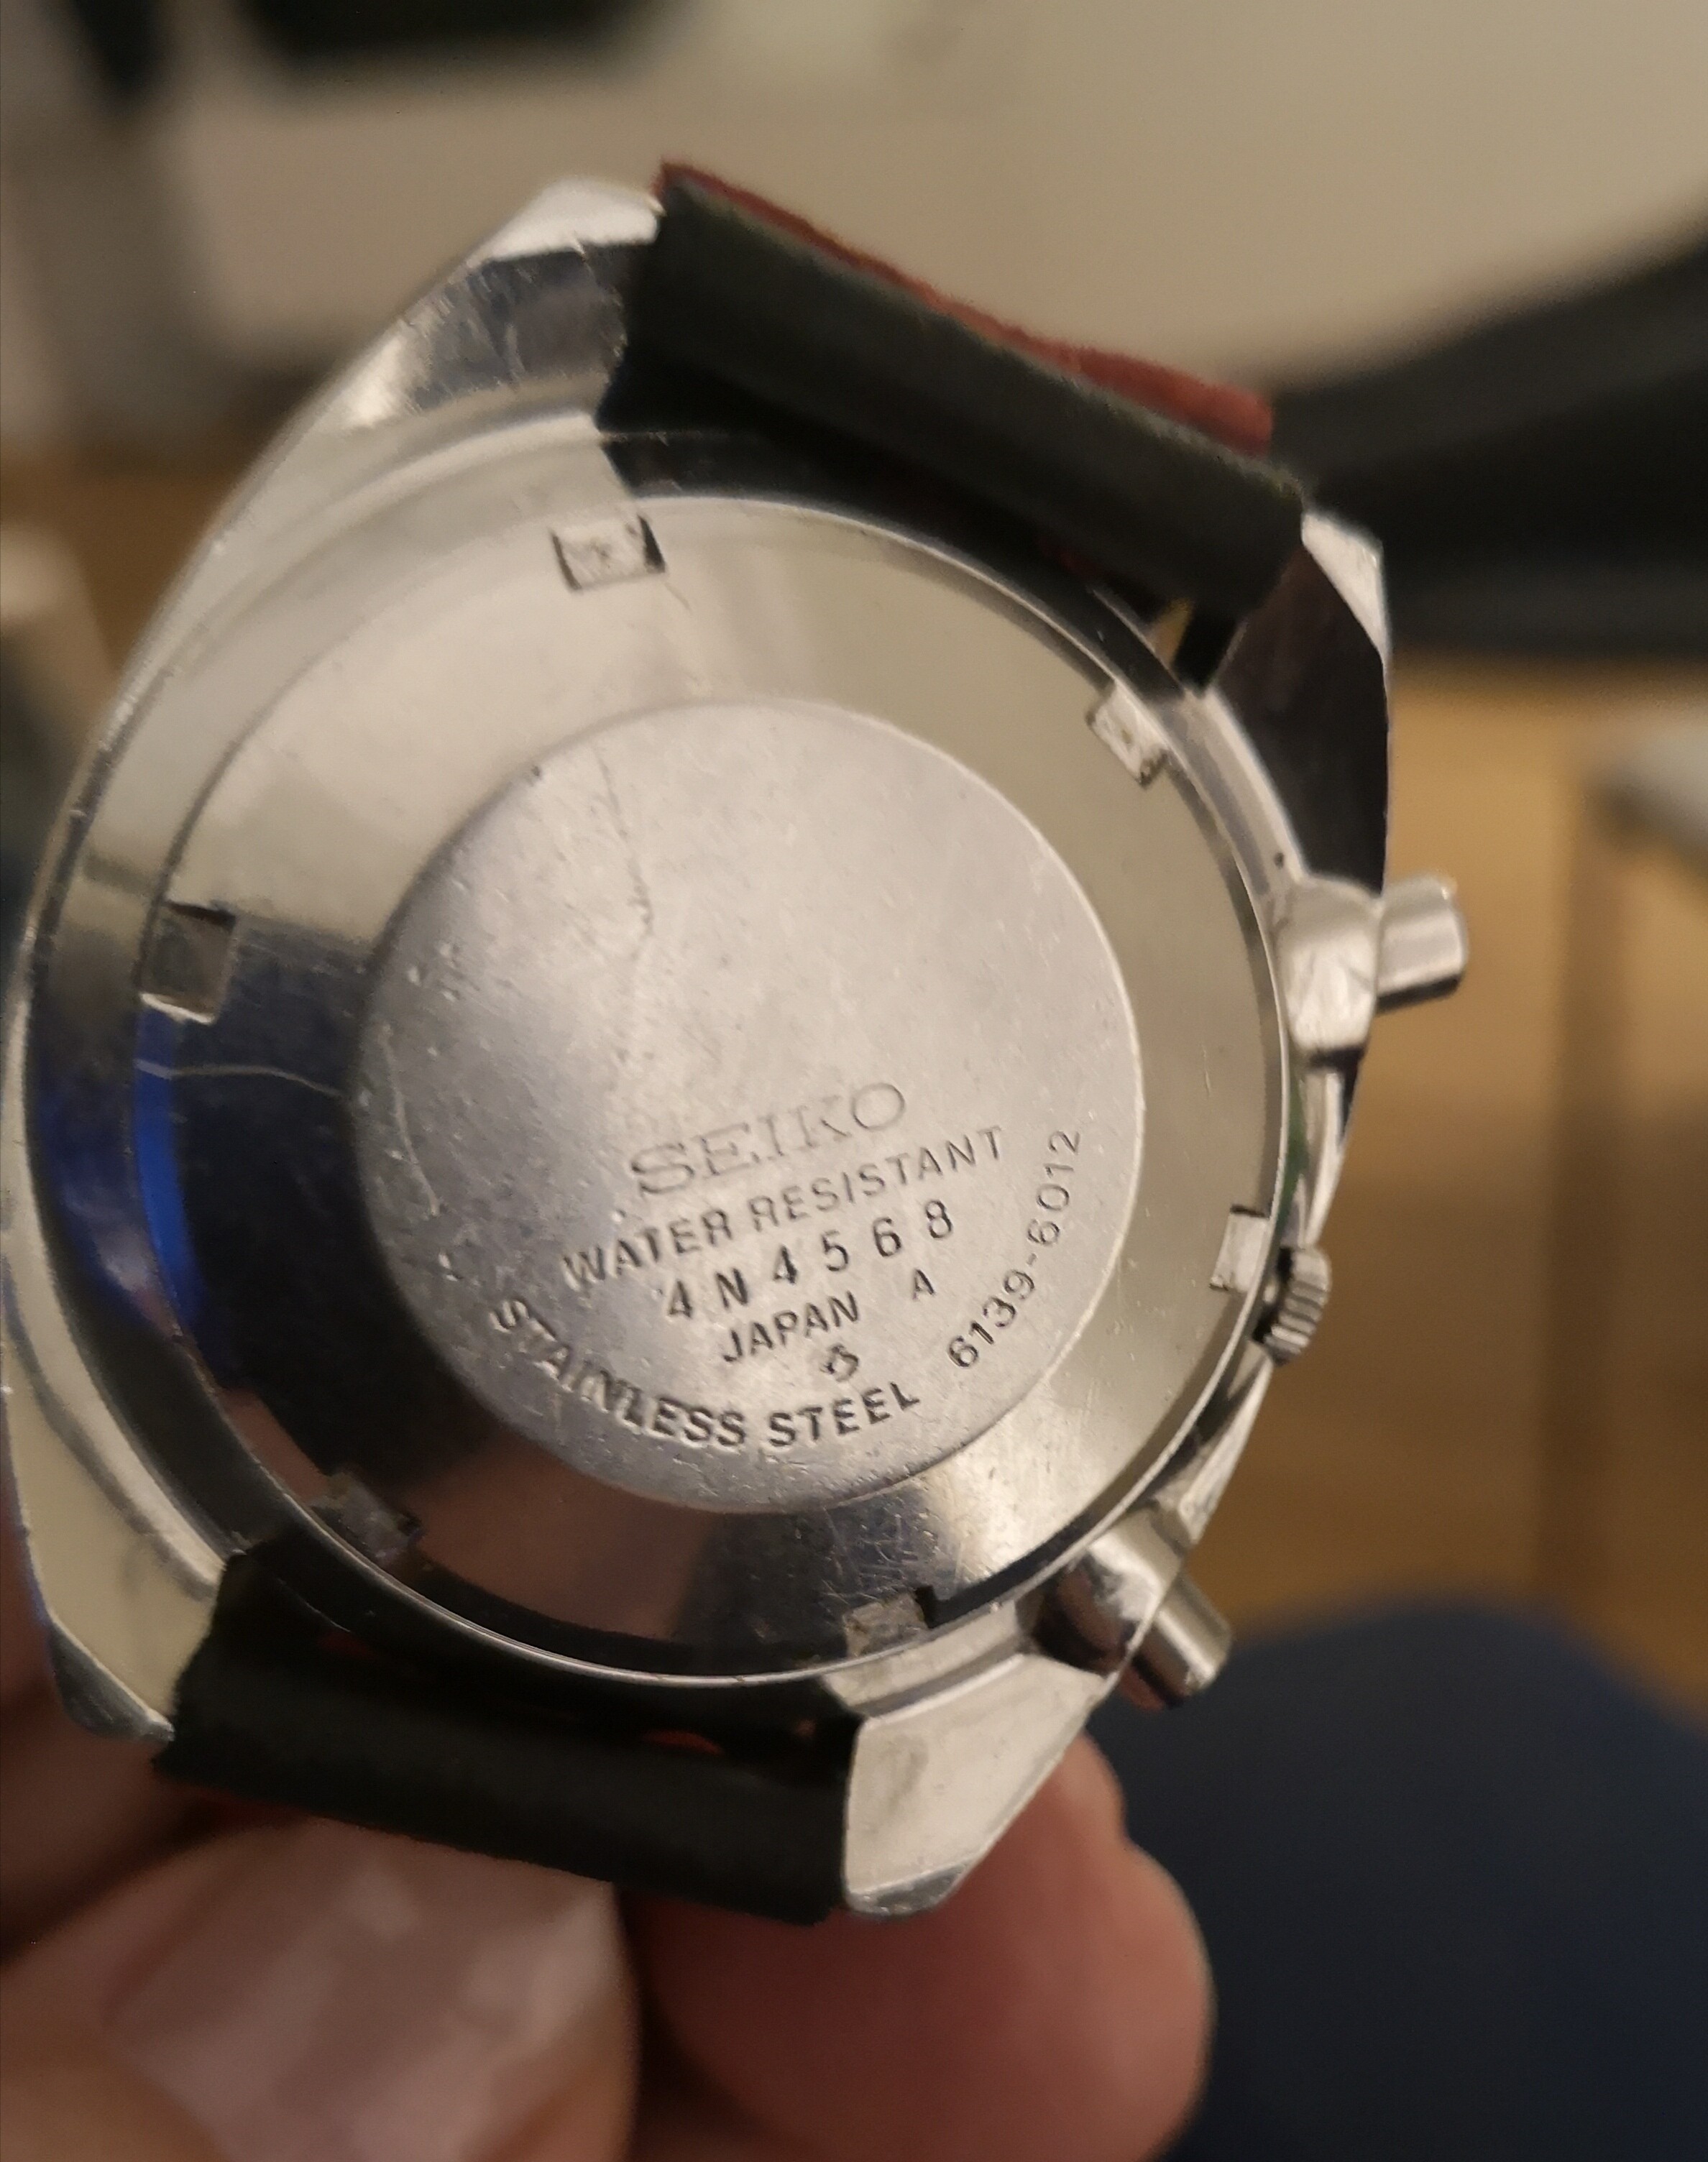 SEIKO
WATER RESISTANT
4N4568
JAPAN A
STAINLESS STEEL 6139-6012